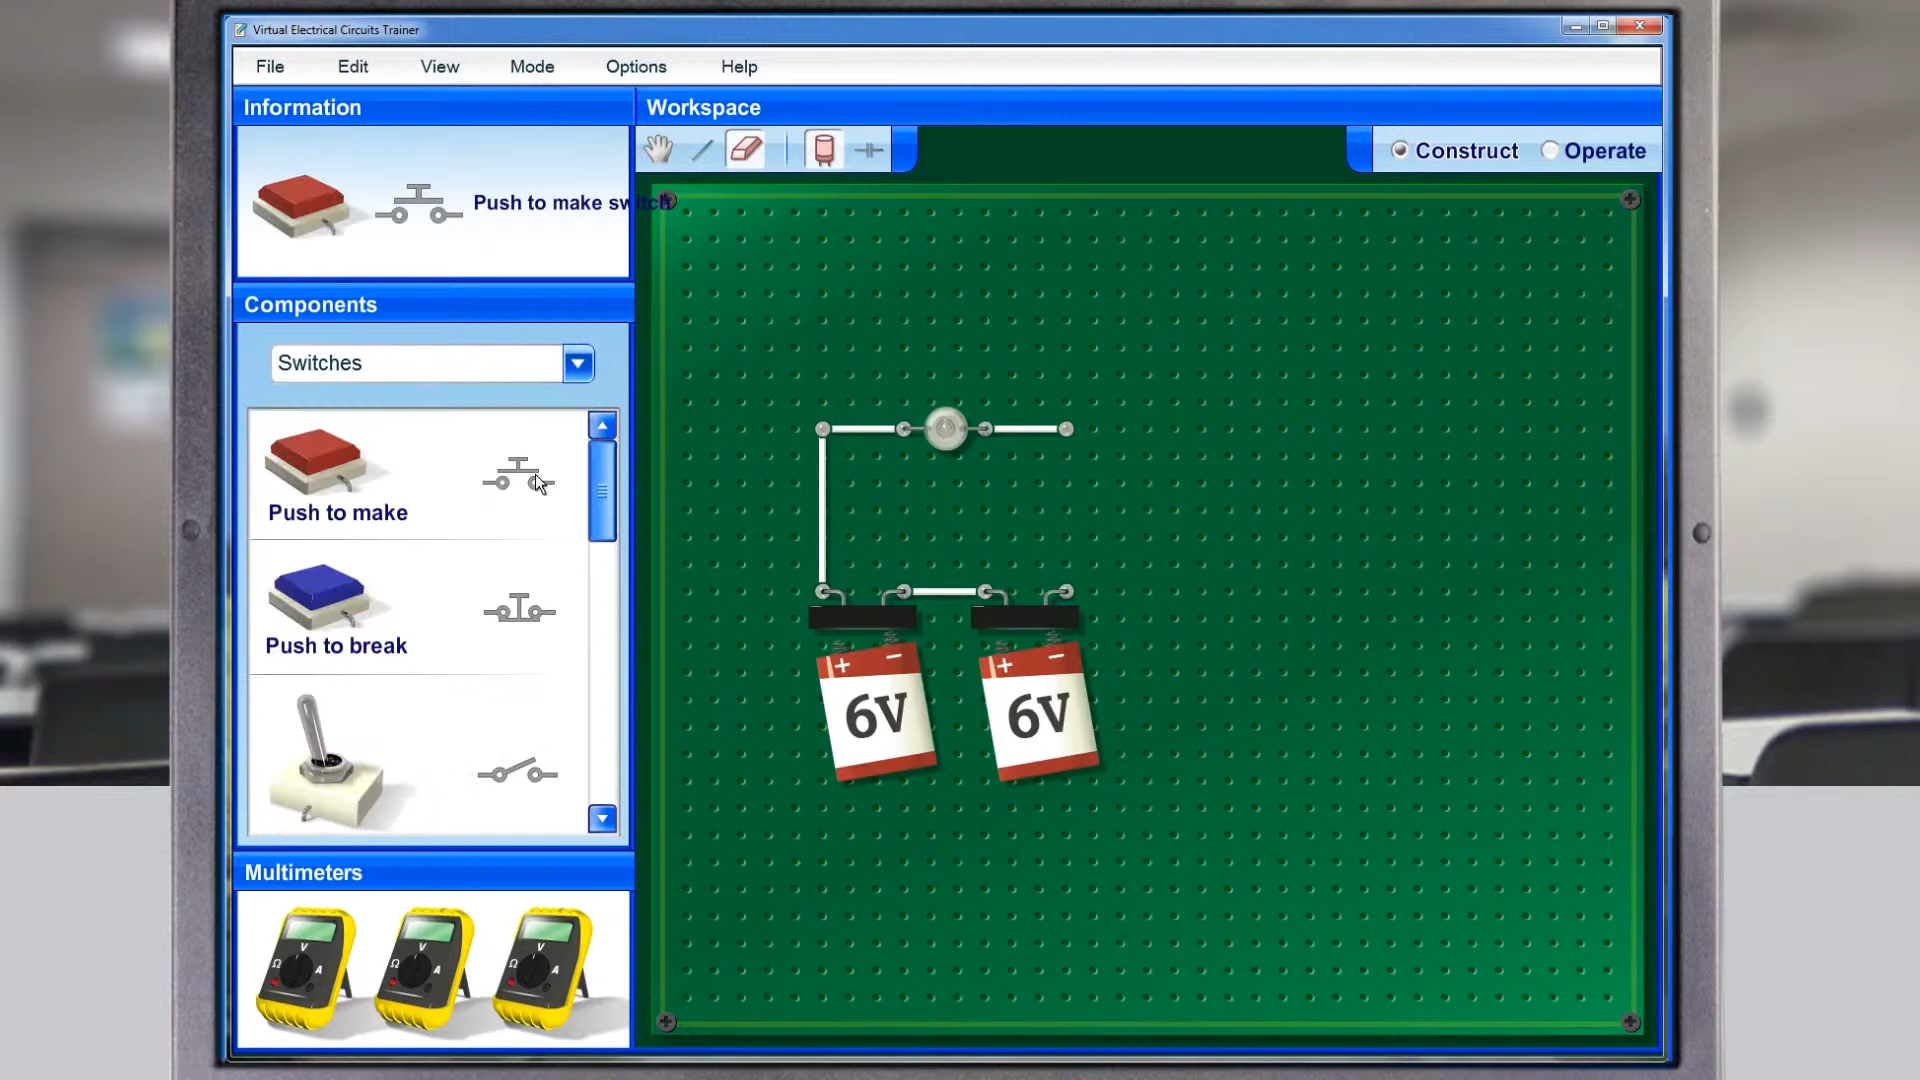 Virtual Electrical Circuits Trainer
File Edit View Mode Options Help
Information
Workspace
Construct Operate
Push to make switch
Components
Switches
Push to make
Push to break
+ − 6V
+ − 6V
Multimeters
V Ω A
V Ω A
V Ω A